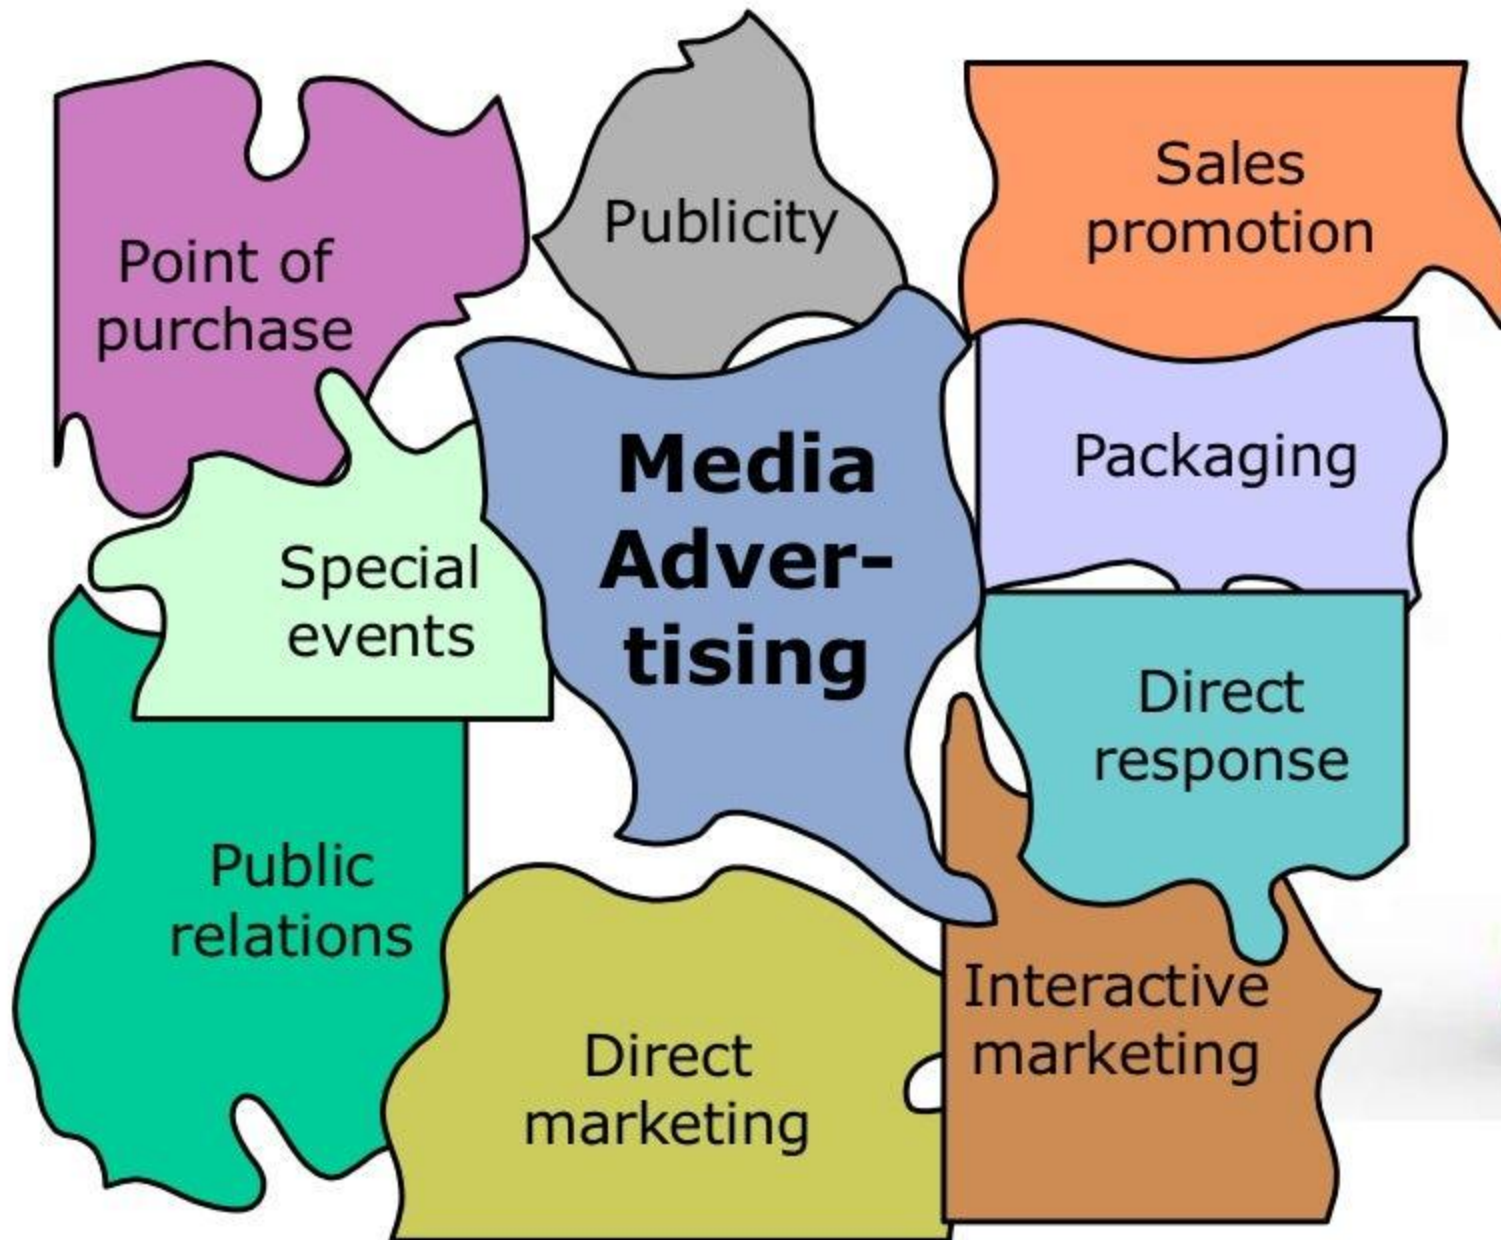 Point of
purchase
Publicity
Sales
promotion
Media
Adver-
tising
Packaging
Special
events
Direct
response
Public
relations
Direct
marketing
Interactive
marketing